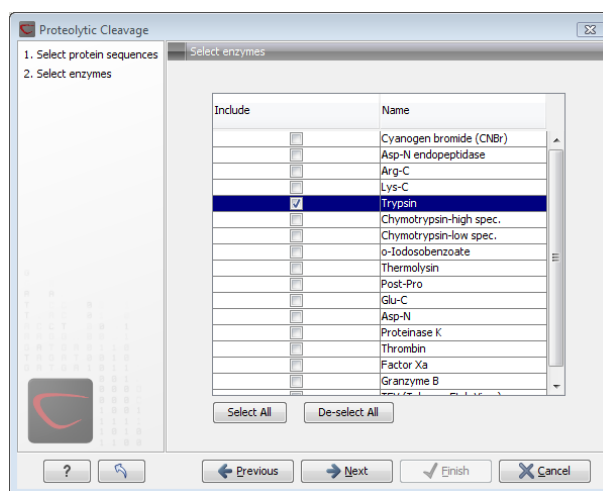 Proteolytic Cleavage
1. Select protein sequences
2. Select enzymes
Select enzymes
Include Name
Cyanogen bromide (CNBr)
Asp-N endopeptidase
Arg-C
Lys-C
Trypsin
Chymotrypsin-high spec.
Chymotrypsin-low spec.
o-Iodosobenzoate
Thermolysin
Post-Pro
Glu-C
Asp-N
Proteinase K
Thrombin
Factor Xa
Granzyme B
Select All De-select All
? Previous Next Finish Cancel